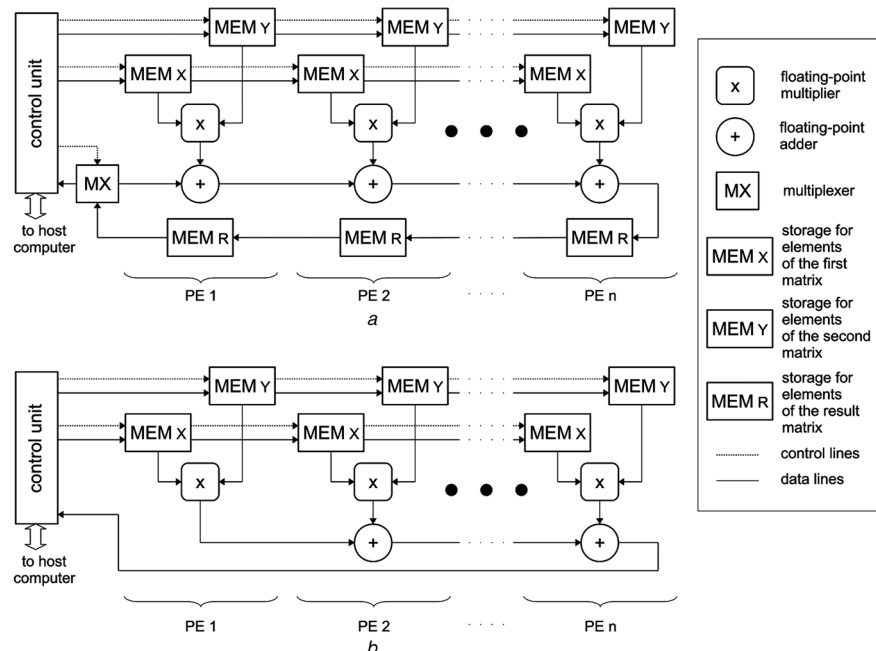 control unit
MEM Y
MEM Y
MEM Y
MEM X
MEM X
MEM X
x
x
x
MX
+
+
+
to host
computer
MEM R
MEM R
MEM R
PE 1
PE 2
PE n
a
control unit
MEM Y
MEM Y
MEM Y
MEM X
MEM X
MEM X
x
x
x
+
+
to host
computer
PE 1
PE 2
PE n
b
x
floating-point
multiplier
+
floating-point
adder
MX
multiplexer
MEM X
storage for
elements
of the first
matrix
MEM Y
storage for
elements
of the second
matrix
MEM R
storage for
elements
of the result
matrix
control lines
data lines